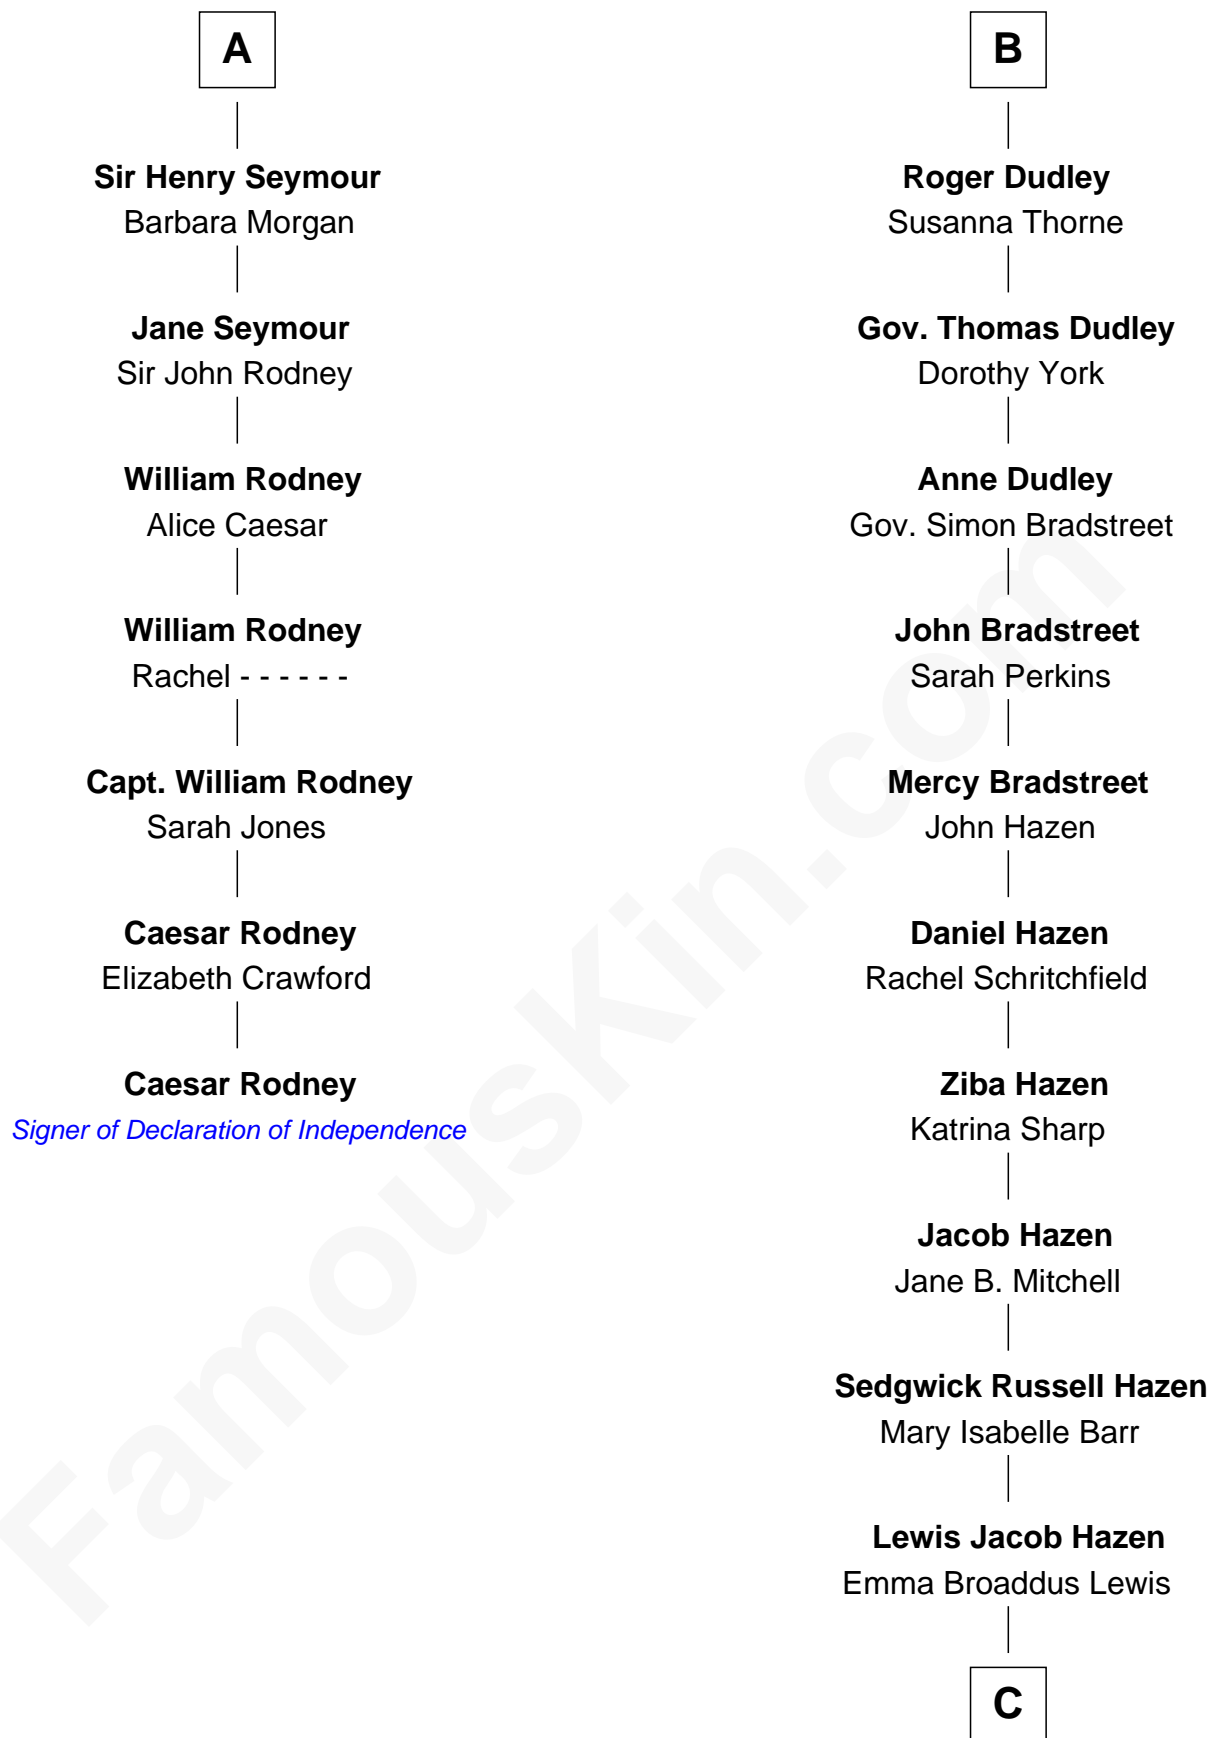 A
Sir Henry Seymour
Barbara Morgan
Jane Seymour
Sir John Rodney
William Rodney
Alice Caesar
William Rodney
Rachel - - - - - -
Capt. William Rodney
Sarah Jones
Caesar Rodney
Elizabeth Crawford
Caesar Rodney
Signer of Declaration of Independence
B
Roger Dudley
Susanna Thorne
Gov. Thomas Dudley
Dorothy York
Anne Dudley
Gov. Simon Bradstreet
John Bradstreet
Sarah Perkins
Mercy Bradstreet
John Hazen
Daniel Hazen
Rachel Schritchfield
Ziba Hazen
Katrina Sharp
Jacob Hazen
Jane B. Mitchell
Sedgwick Russell Hazen
Mary Isabelle Barr
Lewis Jacob Hazen
Emma Broaddus Lewis
C
FamousKin.com